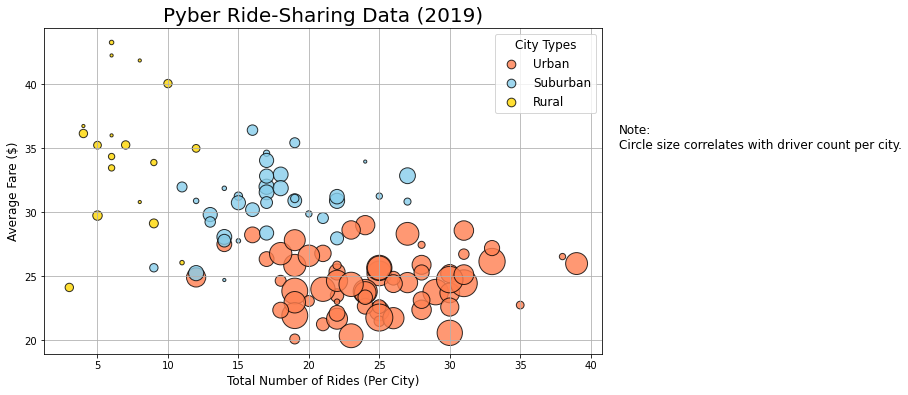 Pyber Ride-Sharing Data (2019)
City Types
Urban
Suburban
Rural
Note:
Circle size correlates with driver count per city.
Average Fare ($)
40
35
30
25
20
5 10 15 20 25 30 35 40
Total Number of Rides (Per City)